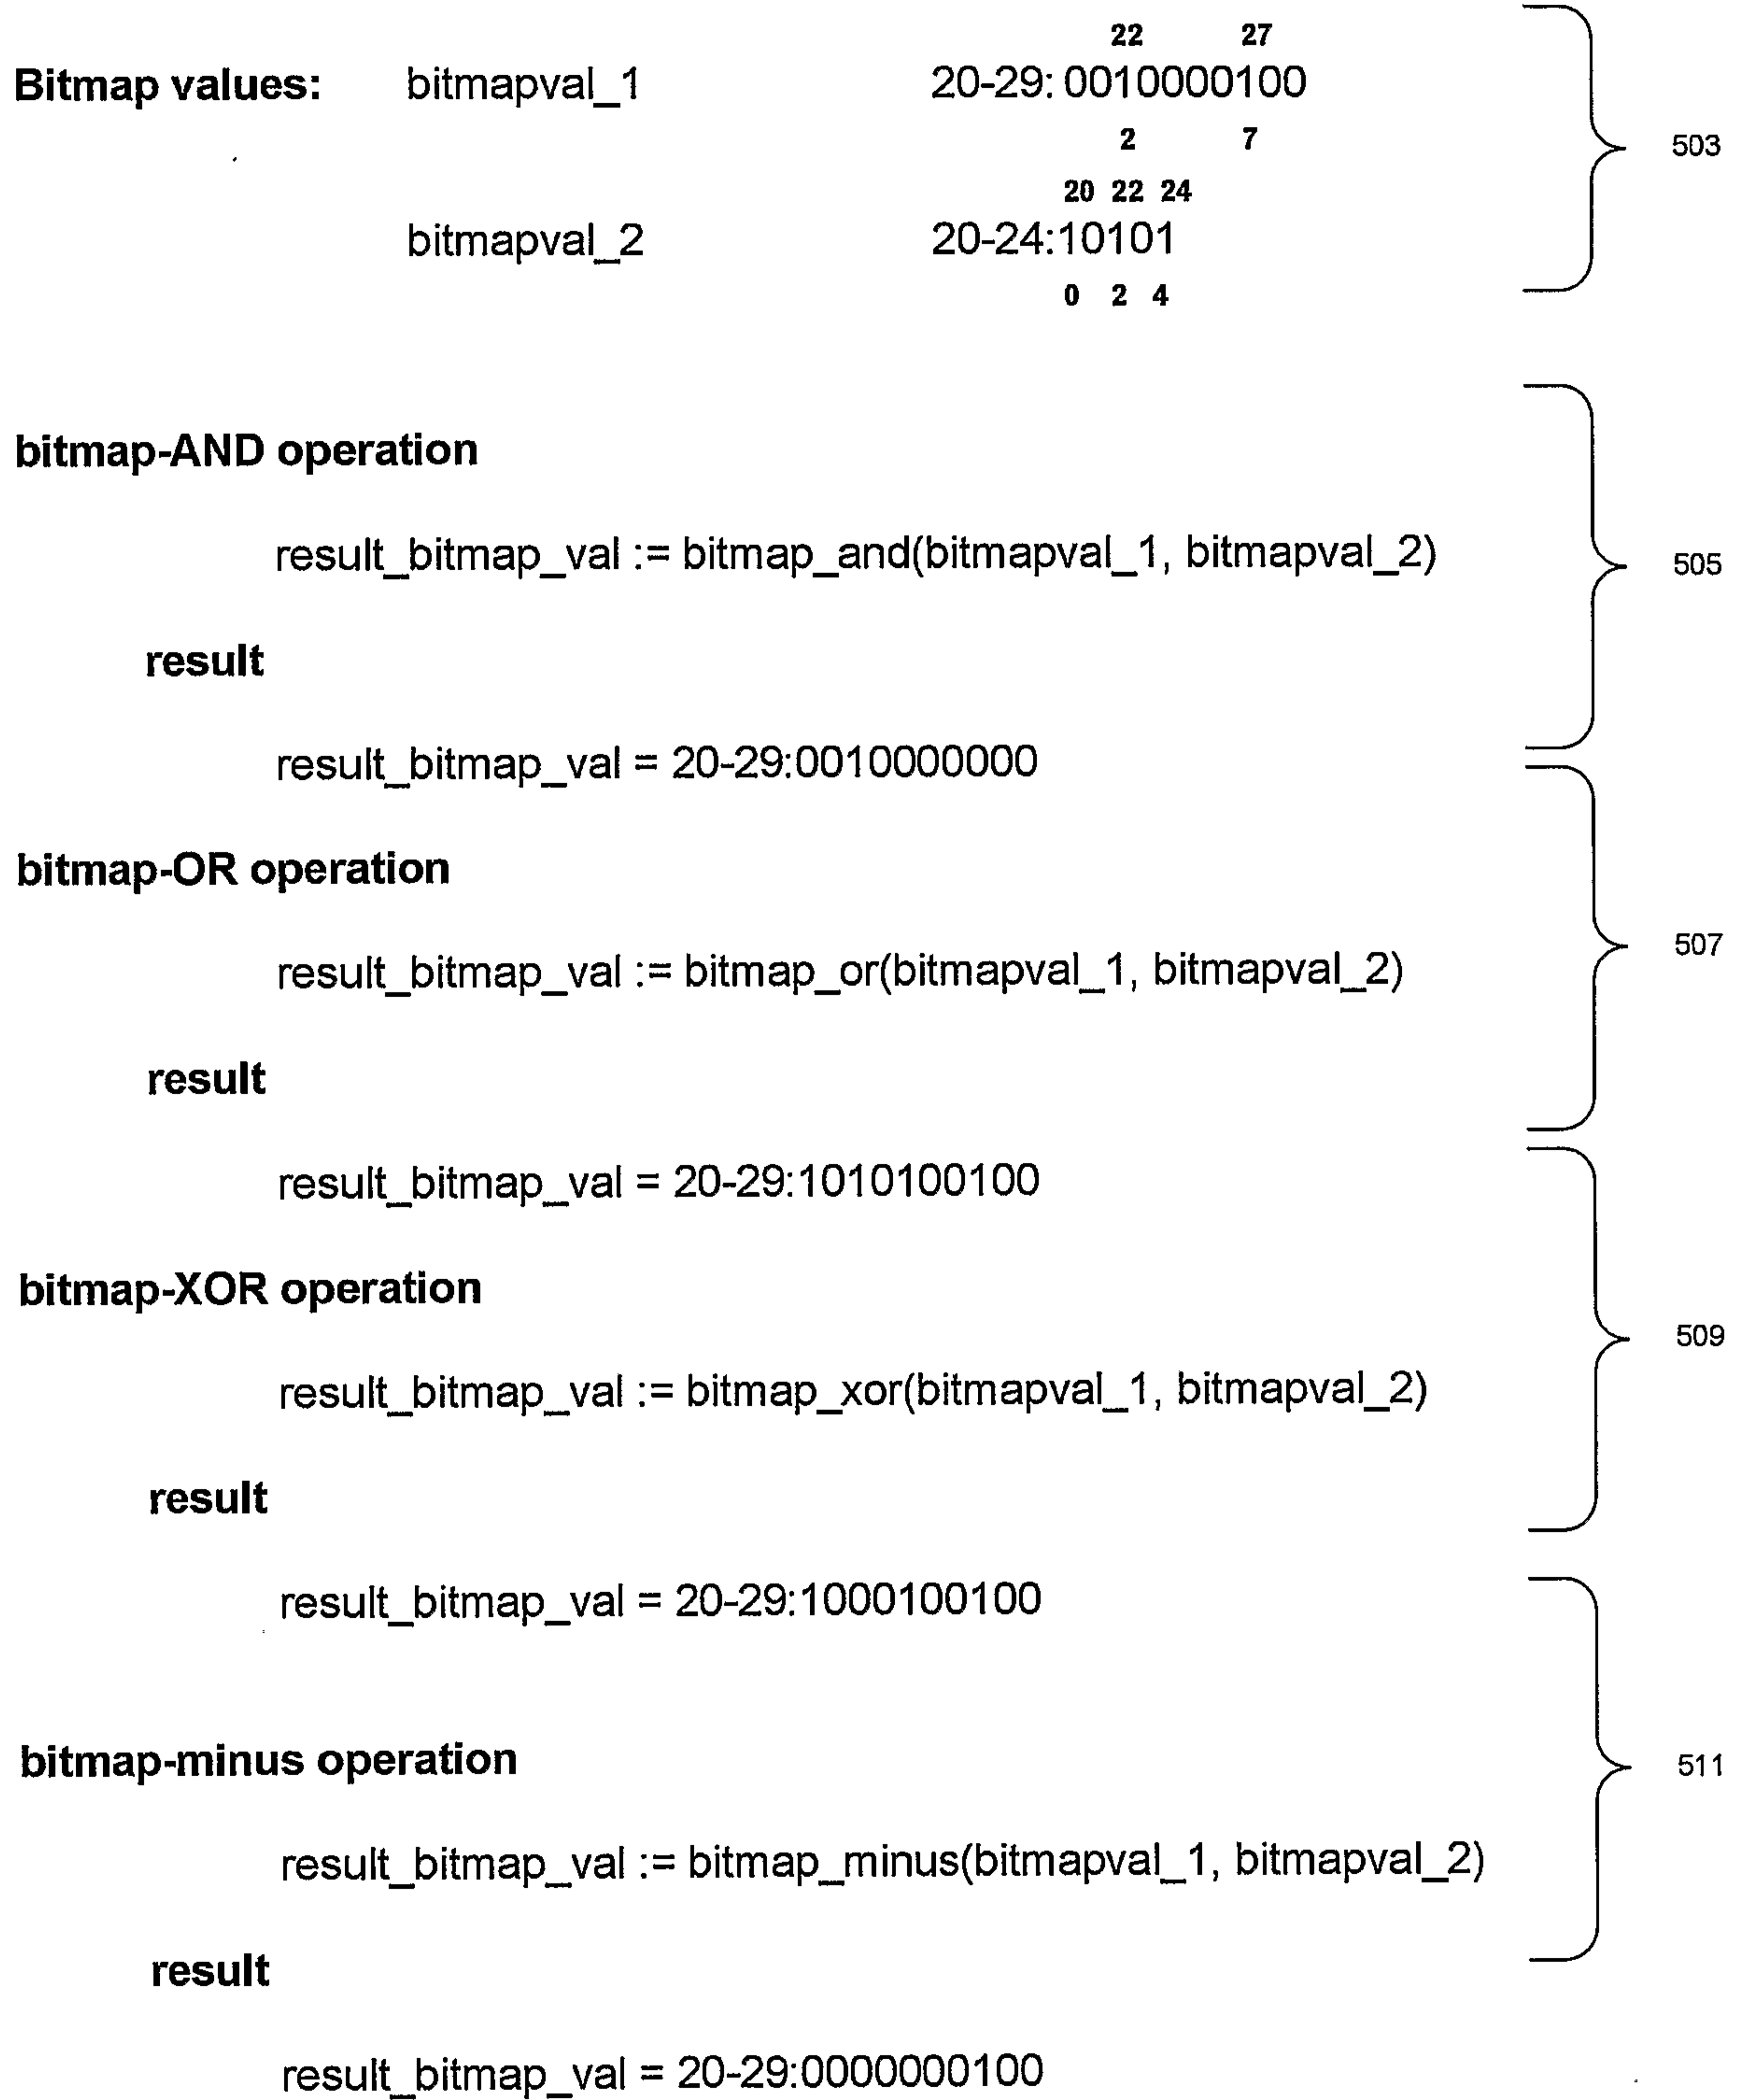 22 27
Bitmap values: bitmapval_1 20-29: 0010000100
2 7
503
20 22 24
bitmapval_2 20-24:10101
0 2 4
bitmap-AND operation
result_bitmap_val := bitmap_and(bitmapval_1, bitmapval_2) 505
result
result_bitmap_val = 20-29:0010000000
bitmap-OR operation
507
result_bitmap_val := bitmap_or(bitmapval_1, bitmapval_2)
result
result_bitmap_val = 20-29:1010100100
bitmap-XOR operation
509
result_bitmap_val := bitmap_xor(bitmapval_1, bitmapval_2)
result
result_bitmap_val = 20-29:1000100100
bitmap-minus operation 511
result_bitmap_val := bitmap_minus(bitmapval_1, bitmapval_2)
result
result_bitmap_val = 20-29:0000000100